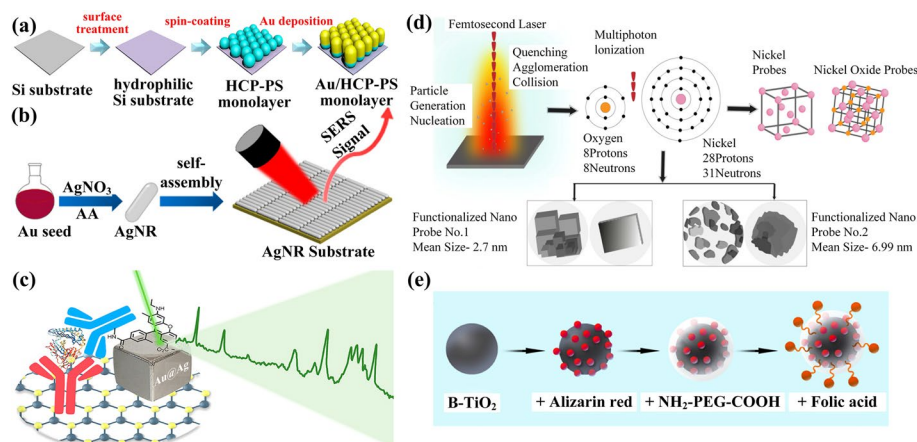 (a)
surface
treatment
spin-coating
Au deposition
Si substrate
hydrophilic
Si substrate
HCP-PS
monolayer
Au/HCP-PS
monolayer
(b)
Au seed
AgNO3
AA
AgNR
self-
assembly
SERS
Signal
AgNR Substrate
(c)
Au@Ag
(d)
Femtosecond Laser
Quenching
Agglomeration
Collision
Particle
Generation
Nucleation
Multiphoton
Ionization
Oxygen
8Protons
8Neutrons
Nickel
28Protons
31Neutrons
Nickel
Probes
Nickel Oxide Probes
Functionalized Nano
Probe No.1
Mean Size- 2.7 nm
Functionalized Nano
Probe No.2
Mean Size- 6.99 nm
(e)
B-TiO2
+ Alizarin red
+ NH2-PEG-COOH
+ Folic acid